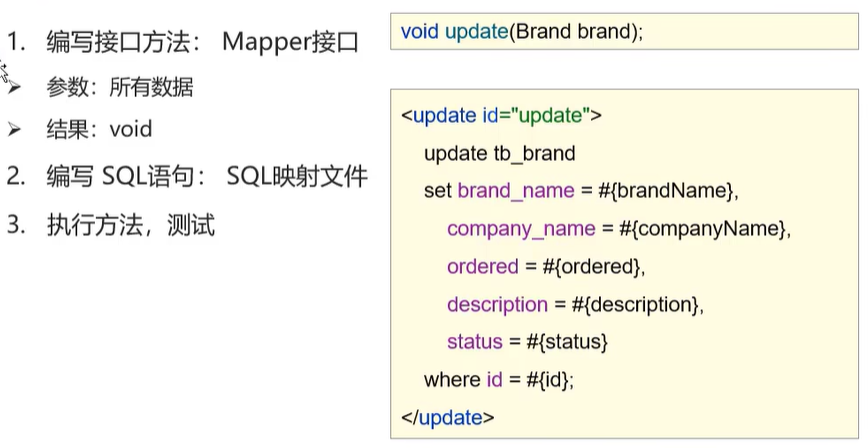 1. 编写接口方法： Mapper接口
➢ 参数：所有数据
➢ 结果：void
2. 编写 SQL语句： SQL映射文件
3. 执行方法，测试
void update(Brand brand);
<update id="update">
update tb_brand
set brand_name = #{brandName},
company_name = #{companyName},
ordered = #{ordered},
description = #{description},
status = #{status}
where id = #{id};
</update>